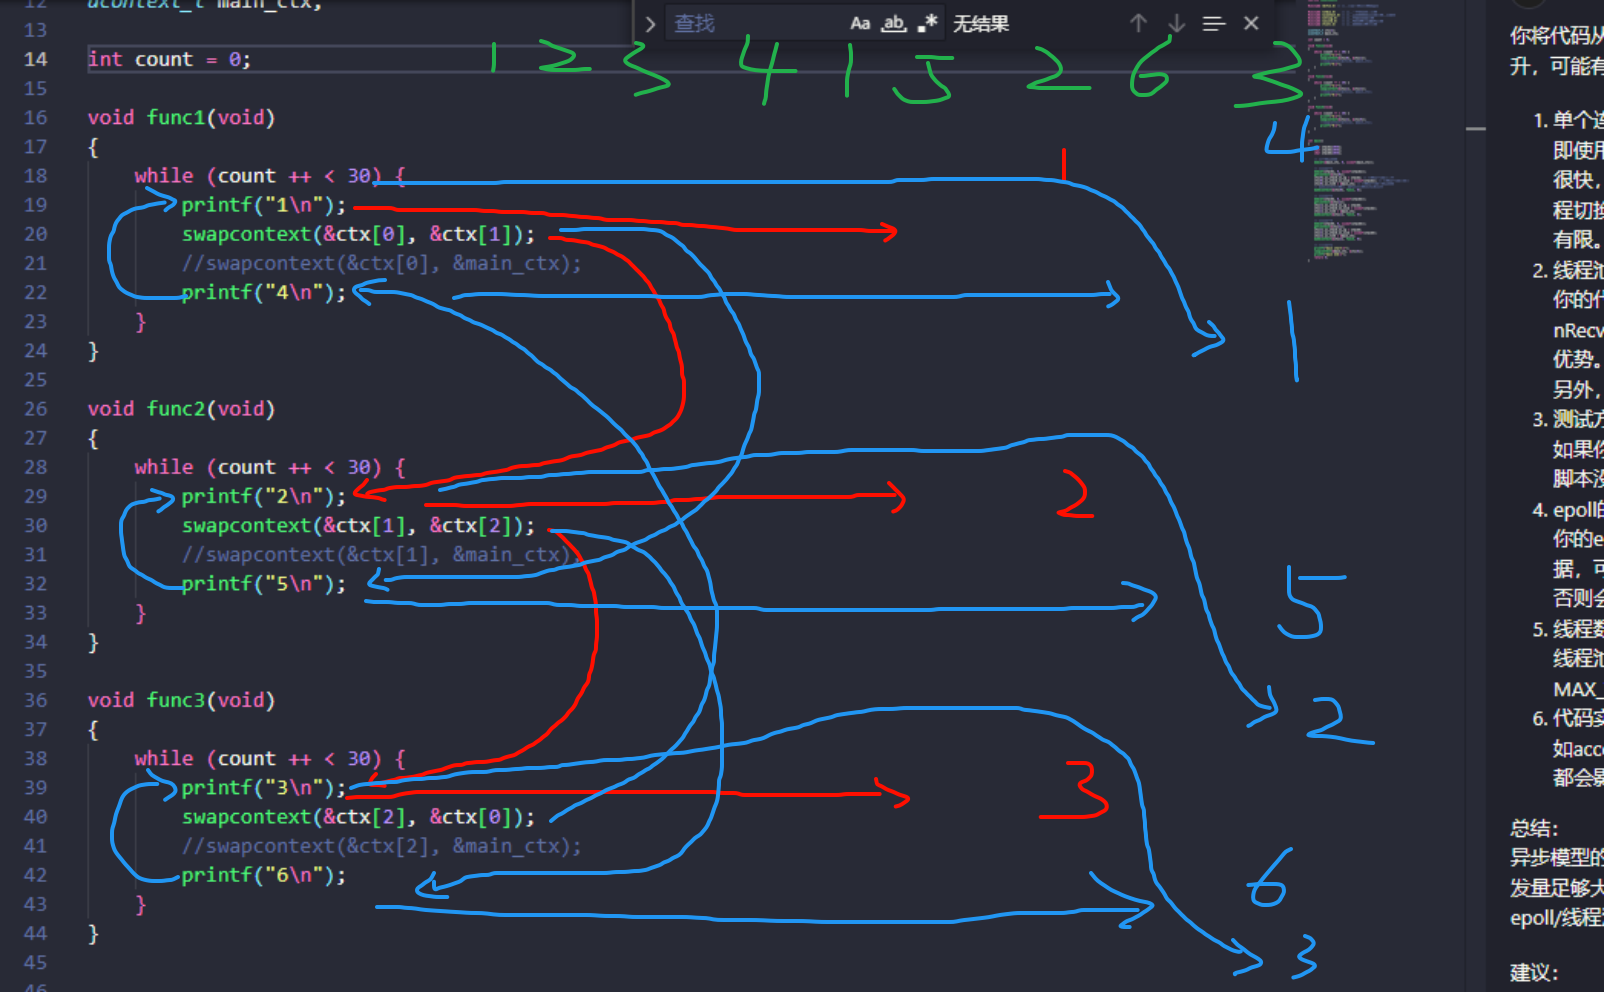 12 ucontext_t main_ctx;
查找 Aa ab .* 无结果
13
14 int count = 0;
1 2 3 4 1 5 2 6 3
15
16 void func1(void)
17 {
18 while (count ++ < 30) {
19 printf("1\n");
20 swapcontext(&ctx[0], &ctx[1]);
21 //swapcontext(&ctx[0], &main_ctx);
22 printf("4\n");
23 }
24 }
25
26 void func2(void)
27 {
28 while (count ++ < 30) {
29 printf("2\n");
30 swapcontext(&ctx[1], &ctx[2]);
31 //swapcontext(&ctx[1], &main_ctx)
32 printf("5\n");
33 }
34 }
35
36 void func3(void)
37 {
38 while (count ++ < 30) {
39 printf("3\n");
40 swapcontext(&ctx[2], &ctx[0]);
41 //swapcontext(&ctx[2], &main_ctx);
42 printf("6\n");
43 }
44 }
45
46
1
4
1
2
5
2
3
6
3
你将代码从
升，可能有
1. 单个连
即使用
很快，
程切换
有限。
2. 线程池
你的代
nRecv
优势。
另外，
3. 测试方
如果你
脚本没
4. epoll的
你的e
据，可
否则会
5. 线程数
线程池
MAX_
6. 代码实
如acce
都会影
总结：
异步模型的
发量足够大
epoll/线程池
建议：